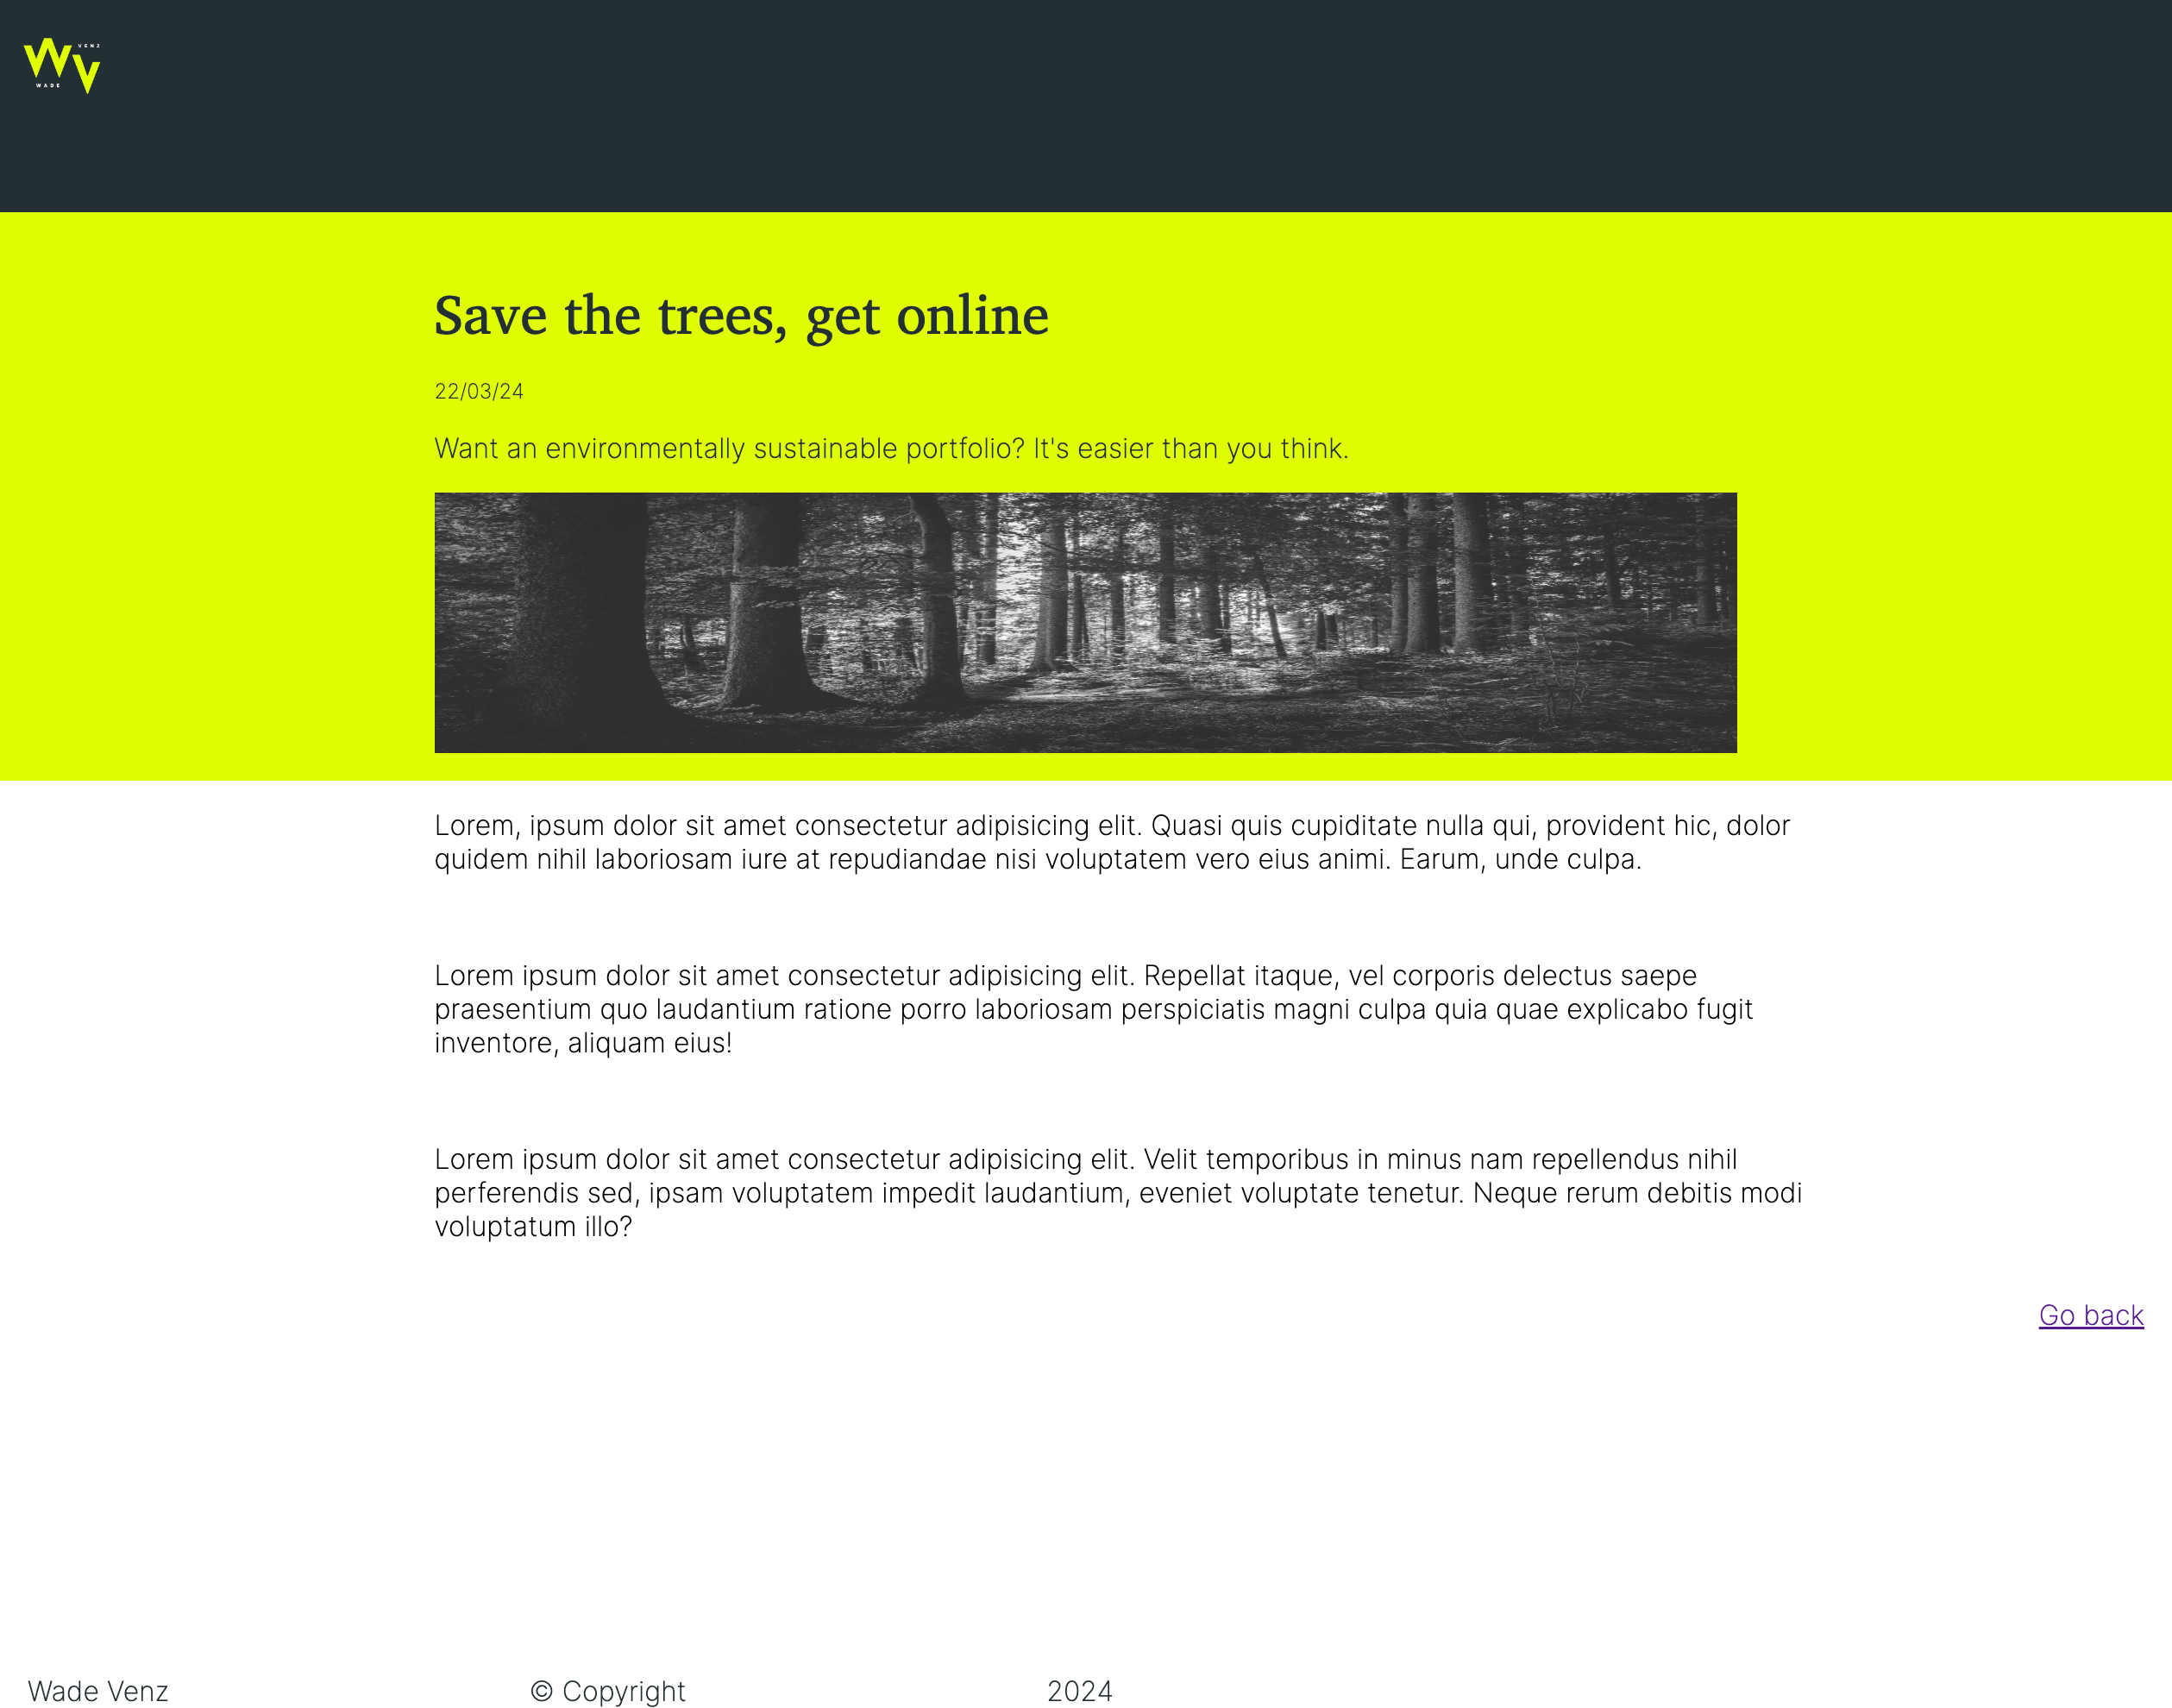 VENZ
WADE
Save the trees, get online
22/03/24
Want an environmentally sustainable portfolio? It's easier than you think.
Lorem, ipsum dolor sit amet consectetur adipisicing elit. Quasi quis cupiditate nulla qui, provident hic, dolor
quidem nihil laboriosam iure at repudiandae nisi voluptatem vero eius animi. Earum, unde culpa.
Lorem ipsum dolor sit amet consectetur adipisicing elit. Repellat itaque, vel corporis delectus saepe
praesentium quo laudantium ratione porro laboriosam perspiciatis magni culpa quia quae explicabo fugit
inventore, aliquam eius!
Lorem ipsum dolor sit amet consectetur adipisicing elit. Velit temporibus in minus nam repellendus nihil
perferendis sed, ipsam voluptatem impedit laudantium, eveniet voluptate tenetur. Neque rerum debitis modi
voluptatum illo?
Go back
Wade Venz © Copyright 2024